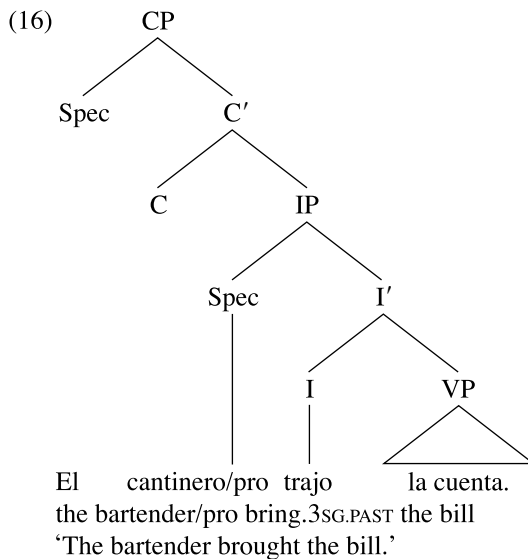 (16) CP
Spec C′
C IP
Spec I′
I VP
El cantinero/pro trajo la cuenta.
the bartender/pro bring.3SG.PAST the bill
‘The bartender brought the bill.’